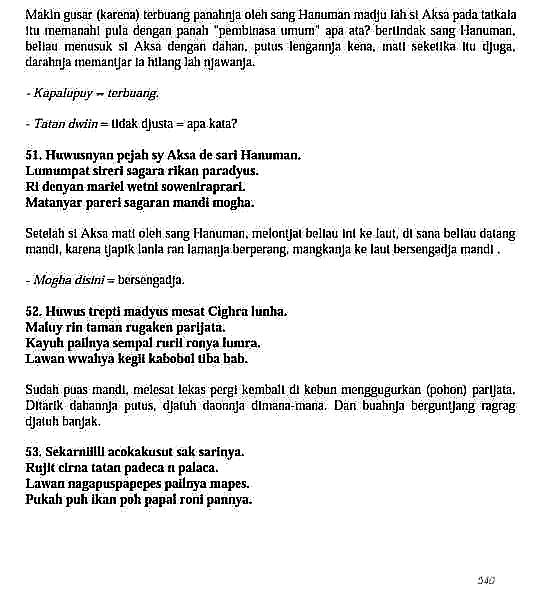 Makin gusar (karena) terbuang panahnja oleh sang Hanuman madju lah si Aksa pada tatkala
itu memanahi pula dengan panah "pembinasa umum" apa ata? bertindak sang Hanuman,
beliau menusuk si Aksa dengan dahan, putus lengannja kena, mati seketika itu djuga,
darahnja memantjar ia hilang lah njawanja.
- Kapalupuy = terbuang.
- Tatan dwiin = tidak djusta = apa kata?
51. Huwusnyan pejah sy Aksa de sari Hanuman.
Lumumpat sireri sagara rikan paradyus.
Ri denyan mariel wetni soweniraprari.
Matanyar pareri sagaran mandi mogha.
Setelah si Aksa mati oleh sang Hanuman, melontjat beliau ini ke laut, di sana beliau datang
mandi, karena tjapik lania ran lamanja berperang, mangkanja ke laut bersengadja mandi .
- Mogha disini = bersengadja.
52. Huwus trepti madyus mesat Cighra lunha.
Maluy rin taman rugaken parijata.
Kayuh pailnya sempal rurii ronya lumra.
Lawan wwahya kegii kabobol tiba bab.
Sudah puas mandi, melesat lekas pergi kembali di kebun menggugurkan (pohon) parijata.
Ditarik dahannja putus, djatuh daonnja dimana-mana. Dan buahnja berguntjang ragrag
djatuh banjak.
53. Sekarniiili acokakusut sak sarinya.
Rujit cirna tatan padeca n palaca.
Lawan nagapuspapepes pailnya mapes.
Pukah puh ikan poh papal roni pannya.
540